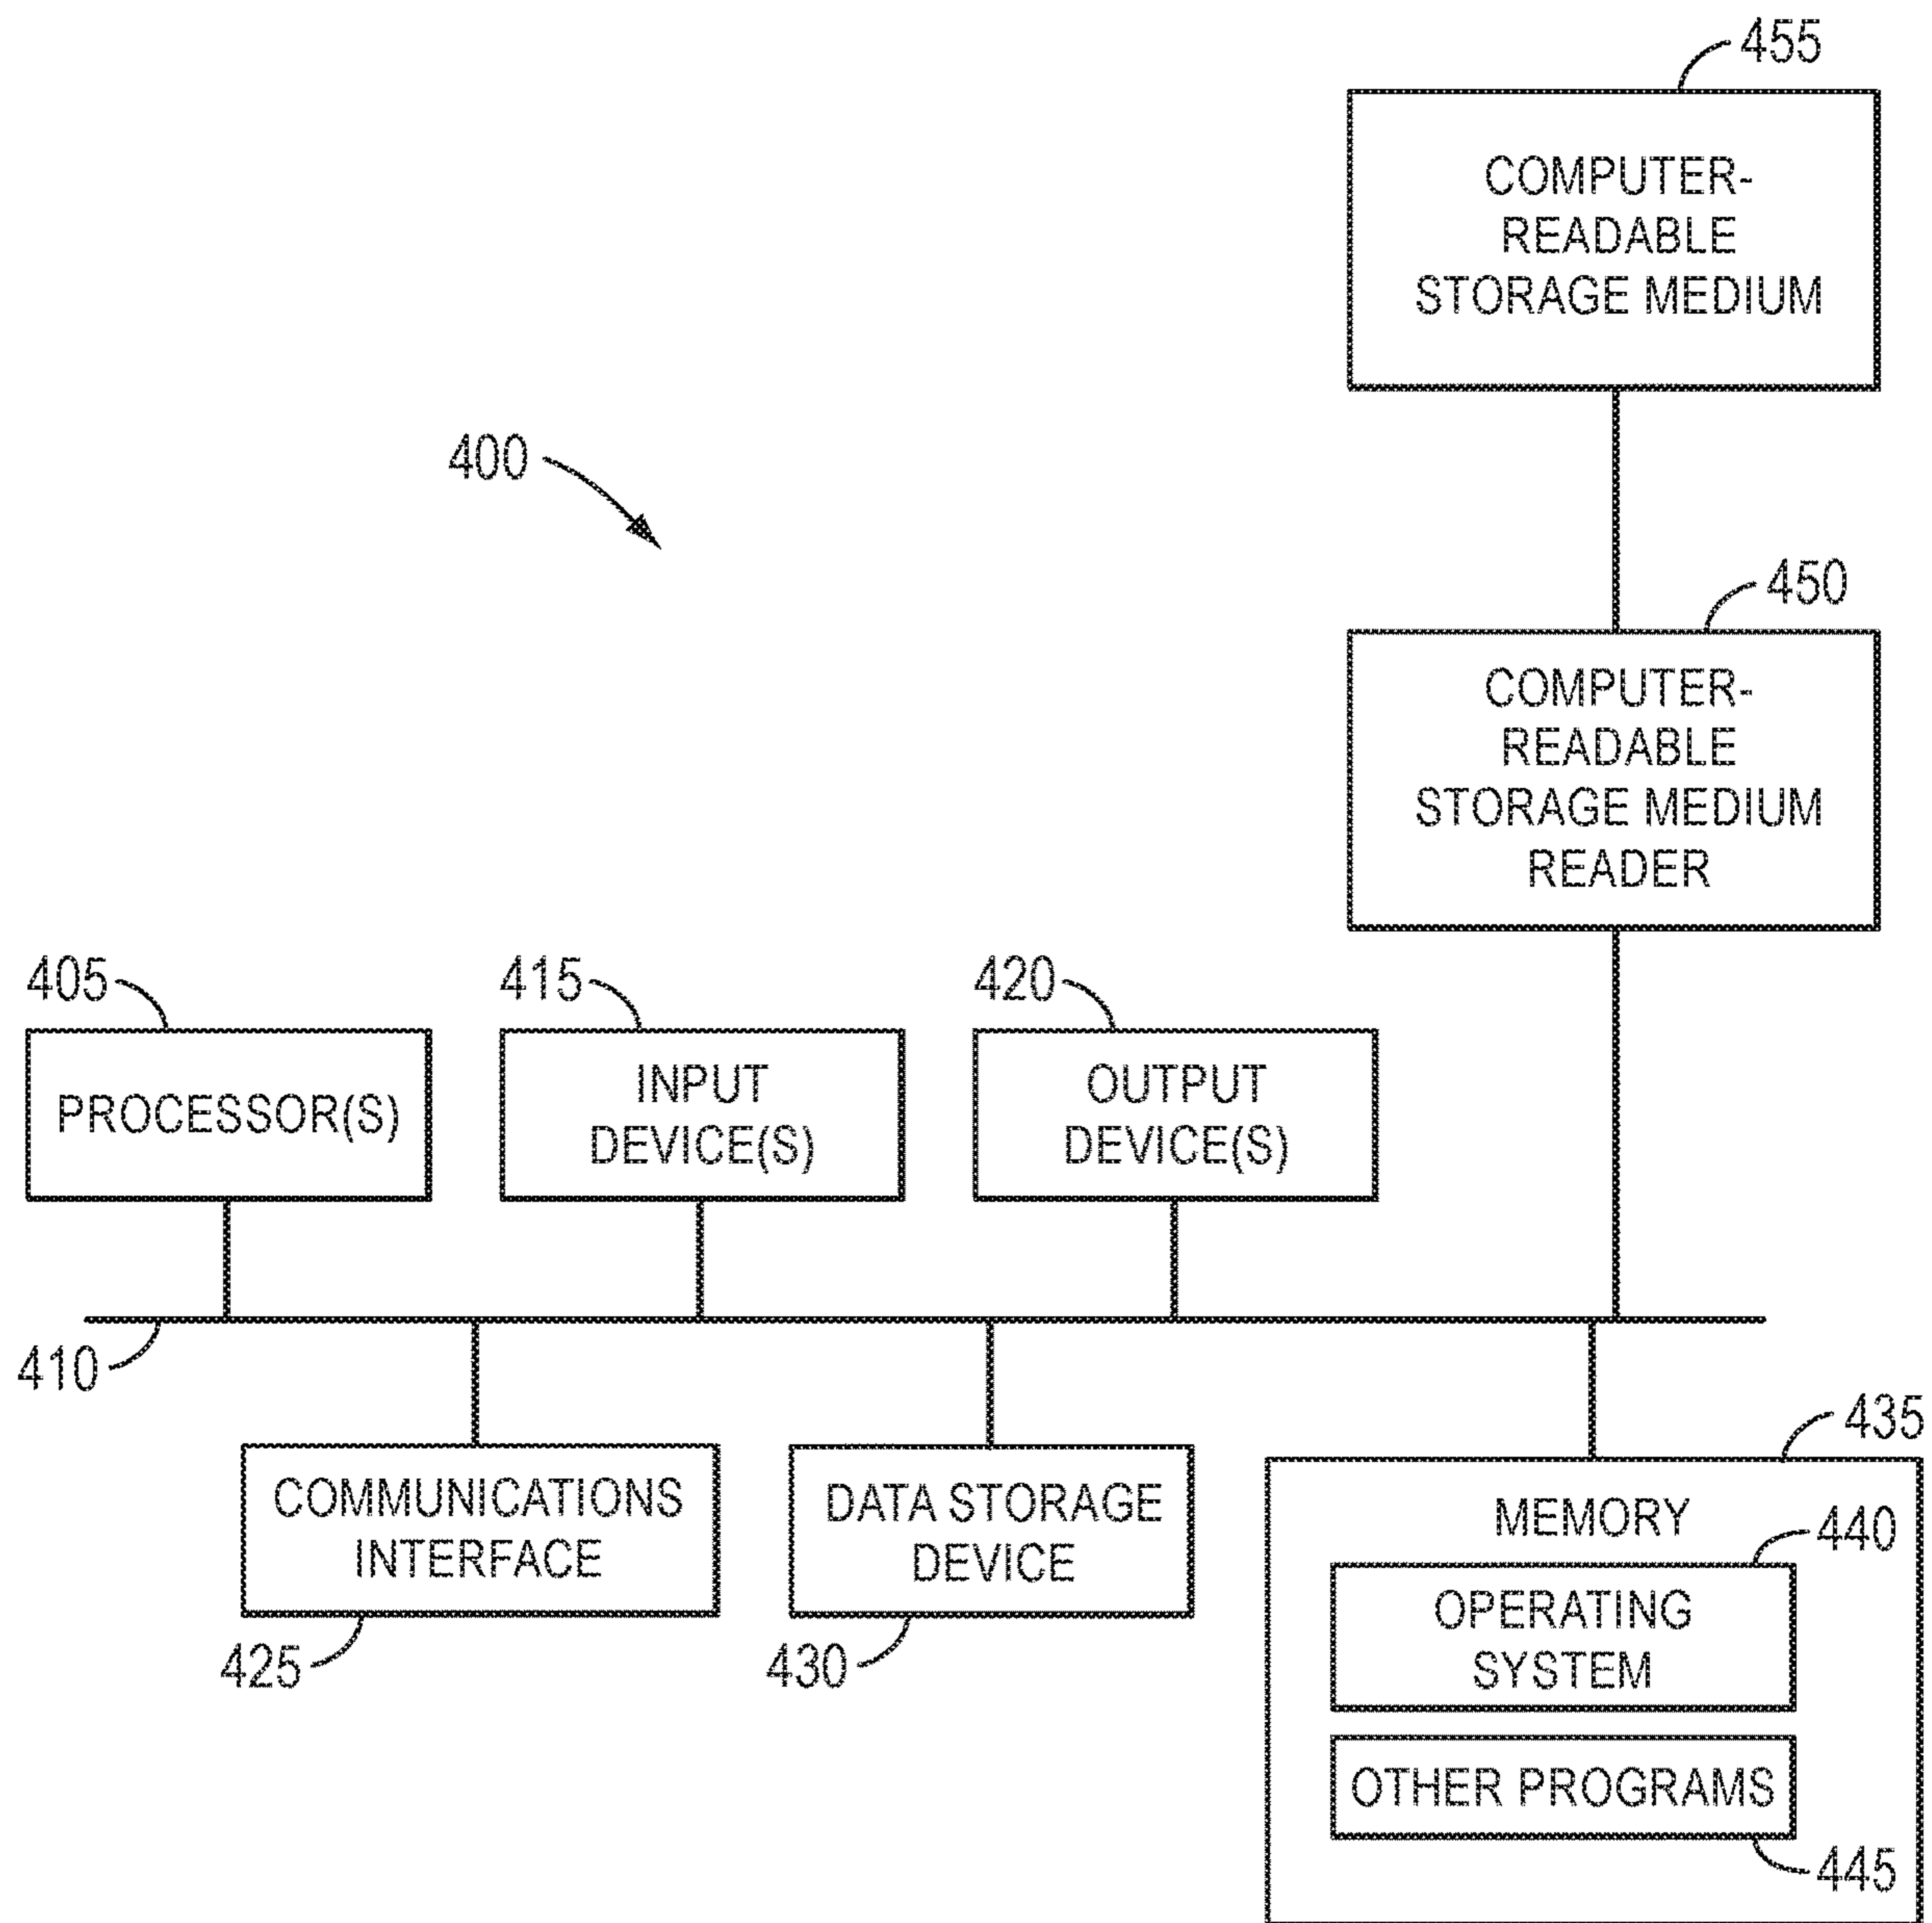 455
COMPUTER-
READABLE
STORAGE MEDIUM
400
450
COMPUTER-
READABLE
STORAGE MEDIUM
READER
405
PROCESSOR(S)
415
INPUT
DEVICE(S)
420
OUTPUT
DEVICE(S)
410
COMMUNICATIONS
INTERFACE
425
DATA STORAGE
DEVICE
430
435
MEMORY
440
OPERATING
SYSTEM
OTHER PROGRAMS
445